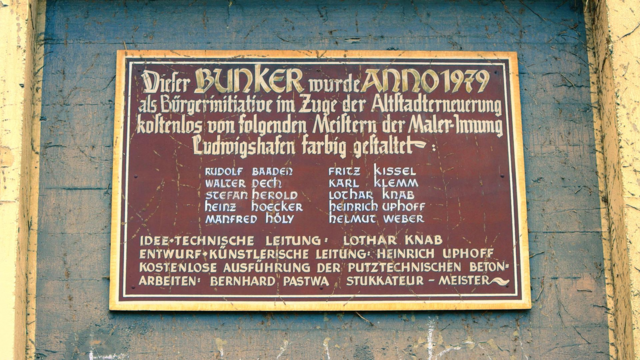 Dieser BUNKER wurde ANNO 1979
als Bürgerinitiative im Zuge der Altstadterneuerung
kostenlos von folgenden Meistern der Maler-Innung
Ludwigshafen farbig gestaltet:
RUDOLF BAADEN FRITZ KISSEL
WALTER DECH KARL KLEMM
STEFAN HEROLD LOTHAR KNAB
HEINZ HOECKER HEINRICH UPHOFF
MANFRED HÖLY HELMUT WEBER
IDEE+TECHNISCHE LEITUNG: LOTHAR KNAB
ENTWURF+KÜNSTLERISCHE LEITUNG: HEINRICH UPHOFF
KOSTENLOSE AUSFÜHRUNG DER PUTZTECHNISCHEN BETON-
ARBEITEN: BERNHARD PASTWA STUKKATEUR-MEISTER